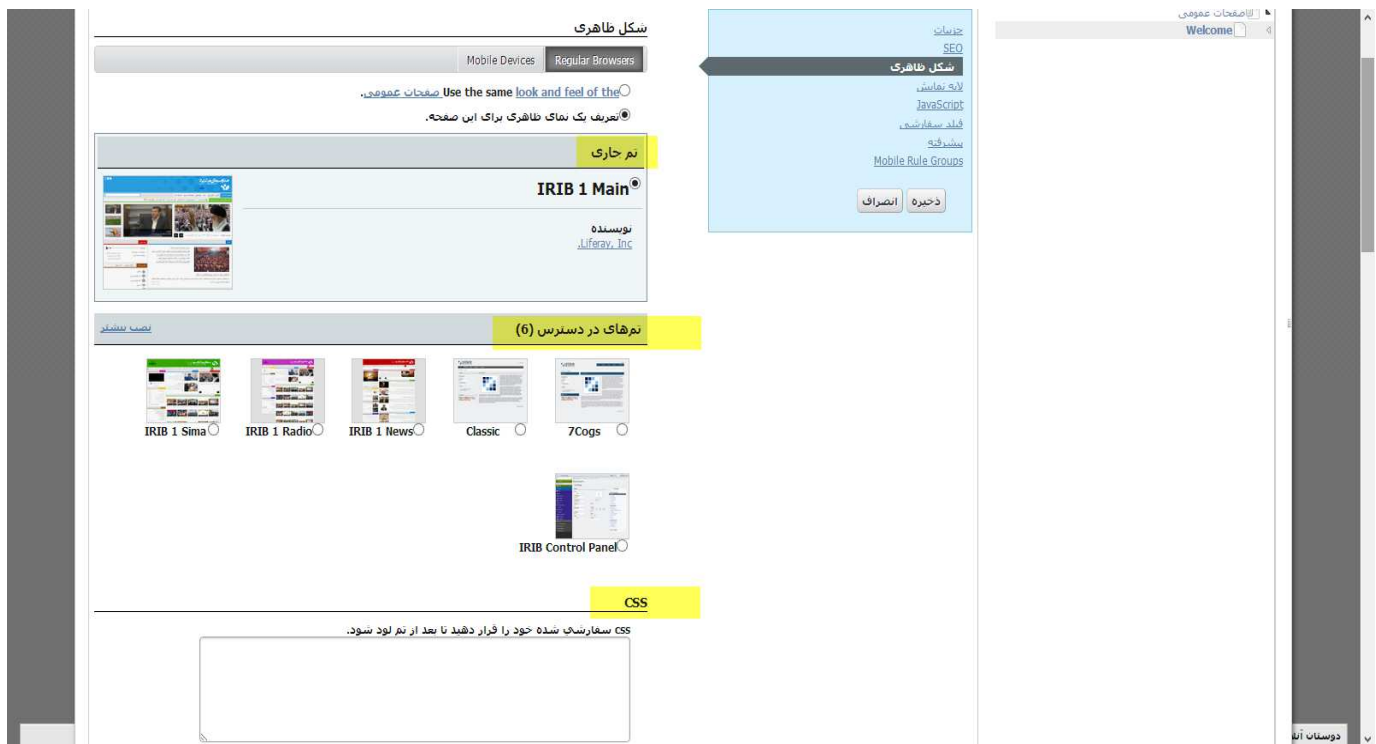 صفحات عمومی
Welcome
جزییات
SEO
شکل ظاهری
لایه نمایش
JavaScript
فیلد سفارشی
پیشرفته
Mobile Rule Groups
ذخیره
انصراف
شکل ظاهری
Regular Browsers
Mobile Devices
Use the same look and feel of the صفحات عمومی.
تعریف یک نمای ظاهری برای این صفحه.
تم جاری
IRIB 1 Main
نویسنده
Liferay, Inc.
تم‌های در دسترس (6)
نصب بیشتر
7Cogs
Classic
IRIB 1 News
IRIB 1 Radio
IRIB 1 Sima
IRIB Control Panel
CSS
css سفارشی شده خود را قرار دهید تا بعد از تم لود شود.
دوستان